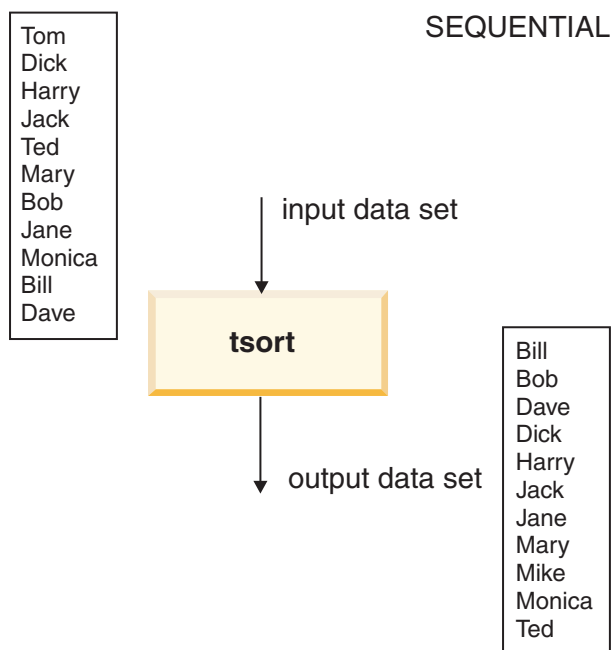 SEQUENTIAL
Tom
Dick
Harry
Jack
Ted
Mary
Bob
Jane
Monica
Bill
Dave
input data set
tsort
output data set
Bill
Bob
Dave
Dick
Harry
Jack
Jane
Mary
Mike
Monica
Ted